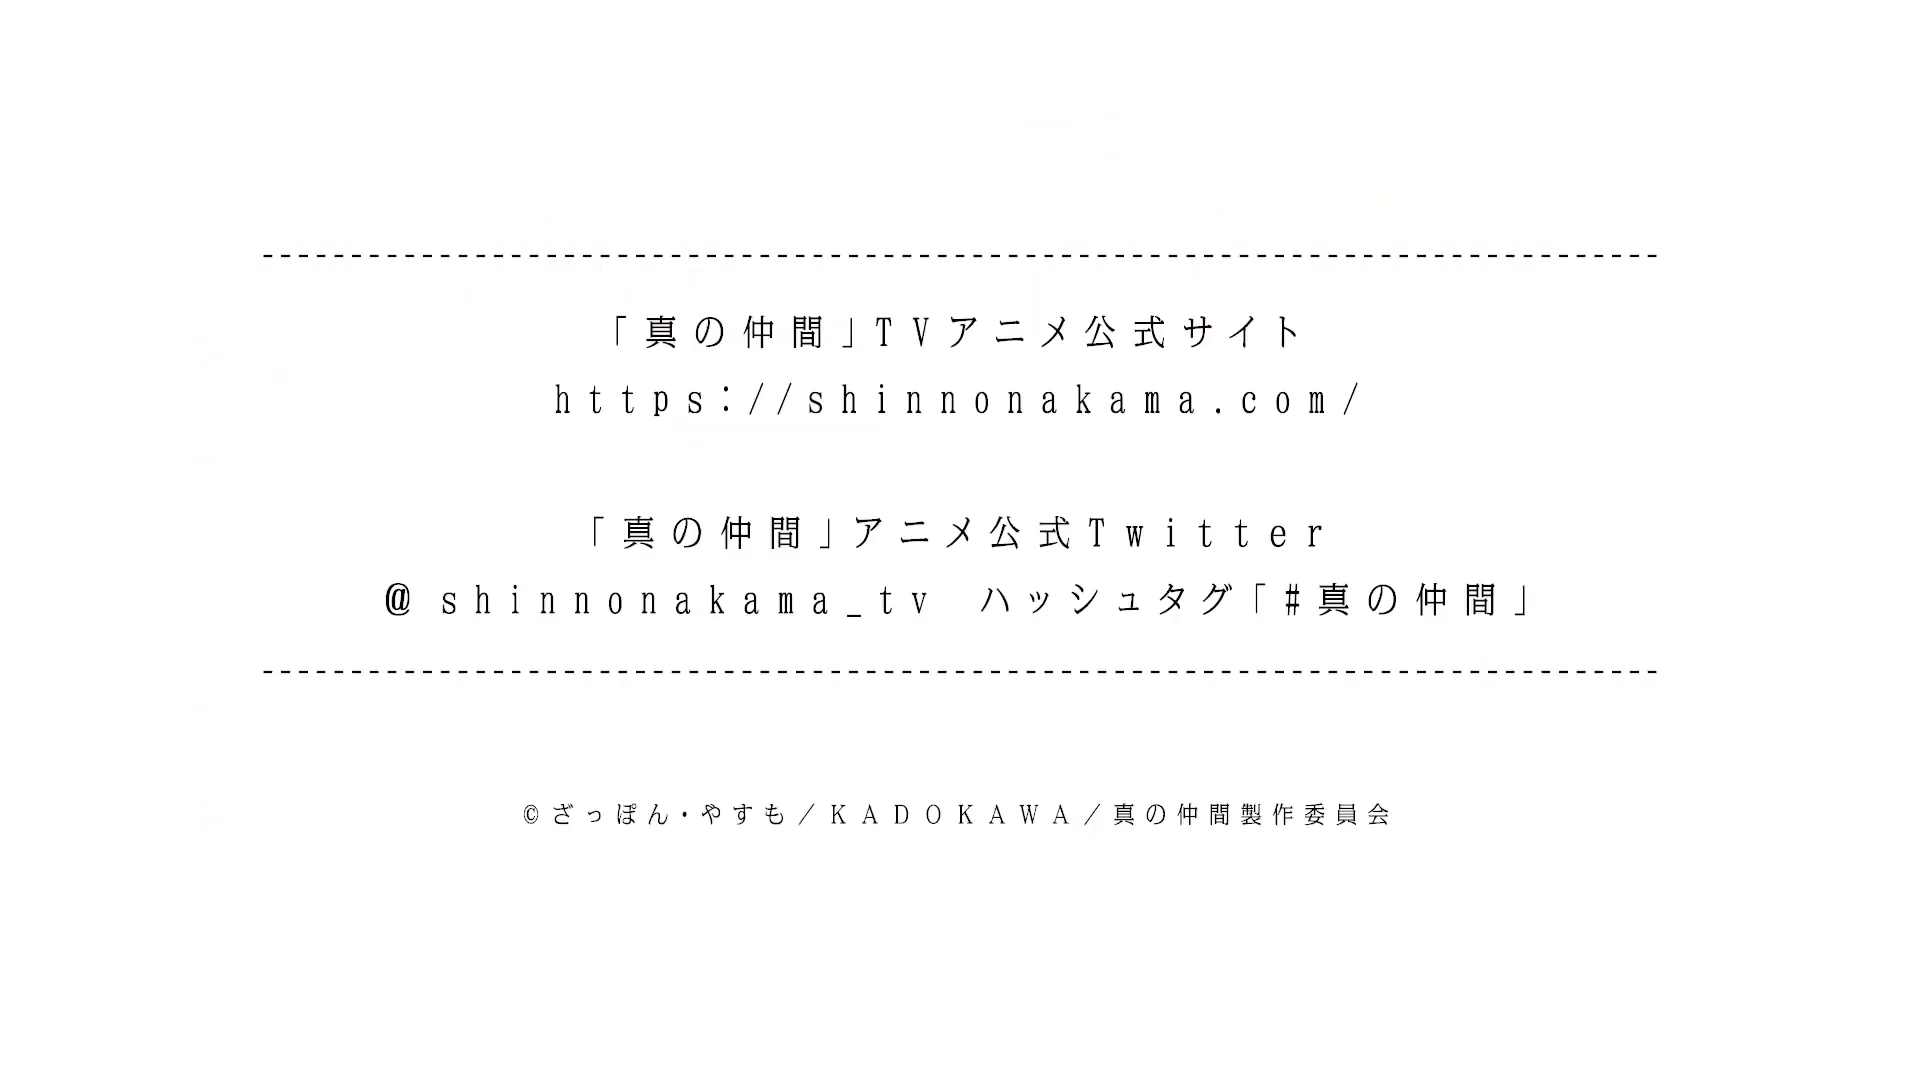 「真の仲間」TVアニメ公式サイト
https://shinnonakama.com/
「真の仲間」アニメ公式Twitter
@shinnonakama_tv　ハッシュタグ「#真の仲間」
©ざっぽん・やすも/KADOKAWA/真の仲間製作委員会